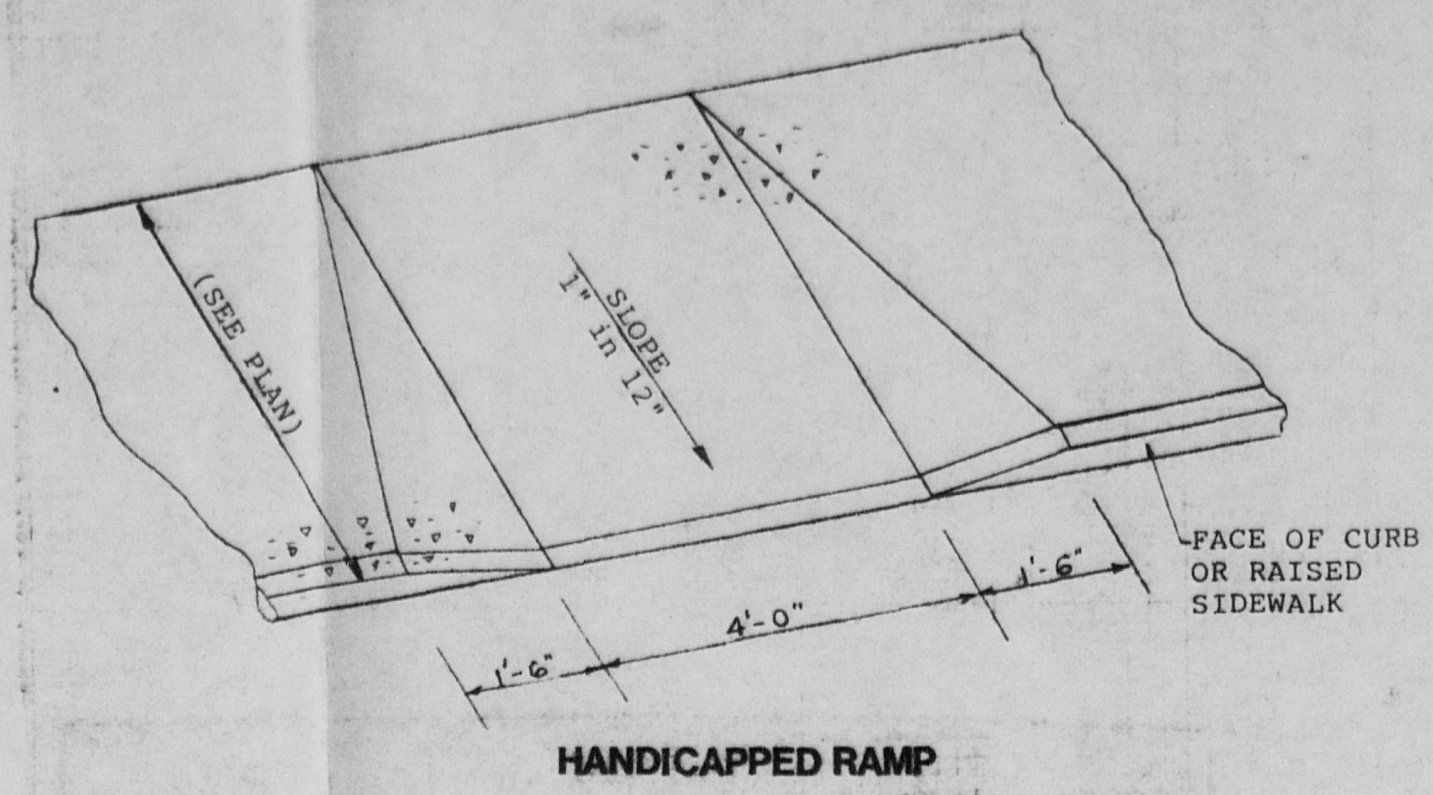 (SEE PLAN)
SLOPE
1" in 12"
FACE OF CURB
OR RAISED
SIDEWALK
1'-6"
4'-0"
1'-6"
HANDICAPPED RAMP